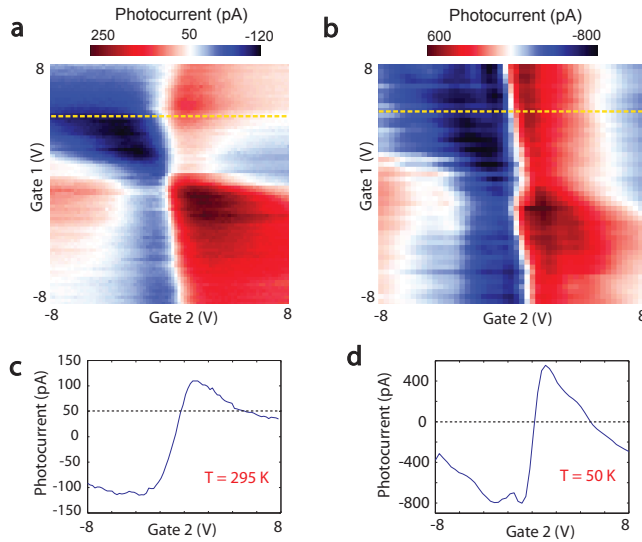 a
Photocurrent (pA)
250 50 -120
8
Gate 1 (V)
-8
-8 8
Gate 2 (V)
b
Photocurrent (pA)
600 -800
8
-8
-8 8
Gate 2 (V)
c
Photocurrent (pA)
150
100
50
0
-50
-100
-150
T = 295 K
-8 8
Gate 2 (V)
d
Photocurrent (pA)
400
0
-400
-800
T = 50 K
-8 8
Gate 2 (V)